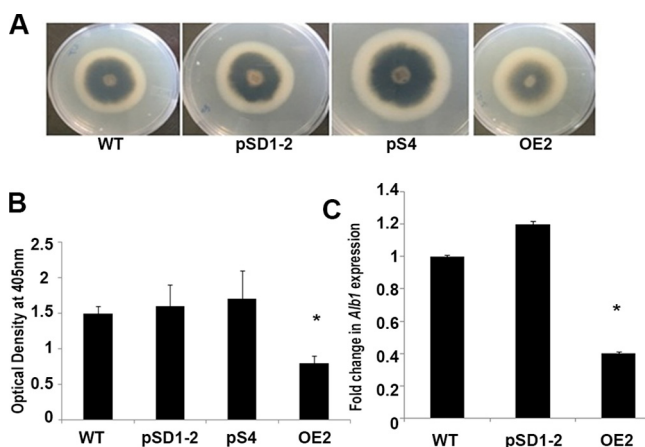 A
WT pSD1-2 pS4 OE2
B
Optical Density at 405nm
2.5
2
1.5
1
0.5
0
*
WT pSD1-2 pS4 OE2
C
Fold change in Alb1 expression
1.4
1.2
1
0.8
0.6
0.4
0.2
0
*
WT pSD1-2 OE2